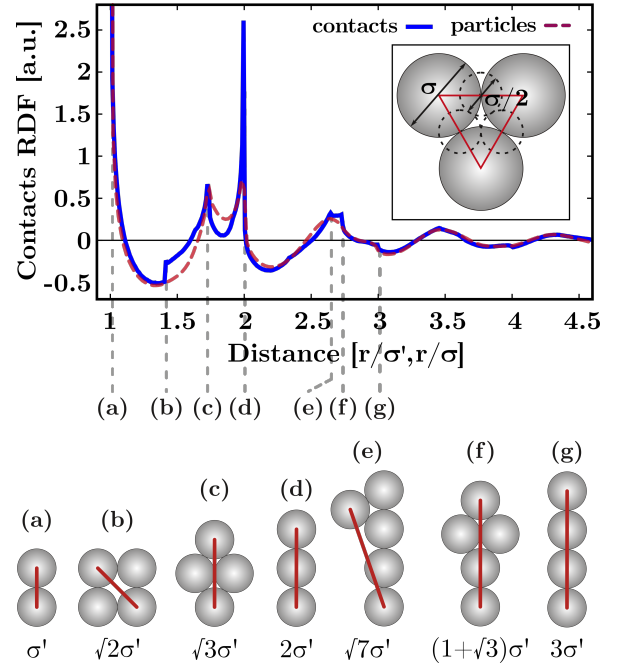 contacts particles
2.5
2
1.5
1
0.5
0
-0.5
Contacts RDF [a.u.]
σ
σ/2
1 1.5 2 2.5 3 3.5 4 4.5
Distance [r/σ',r/σ]
(a) (b) (c) (d) (e) (f) (g)
(a) (b) (c) (d) (e) (f) (g)
σ' √2σ' √3σ' 2σ' √7σ' (1+√3)σ' 3σ'